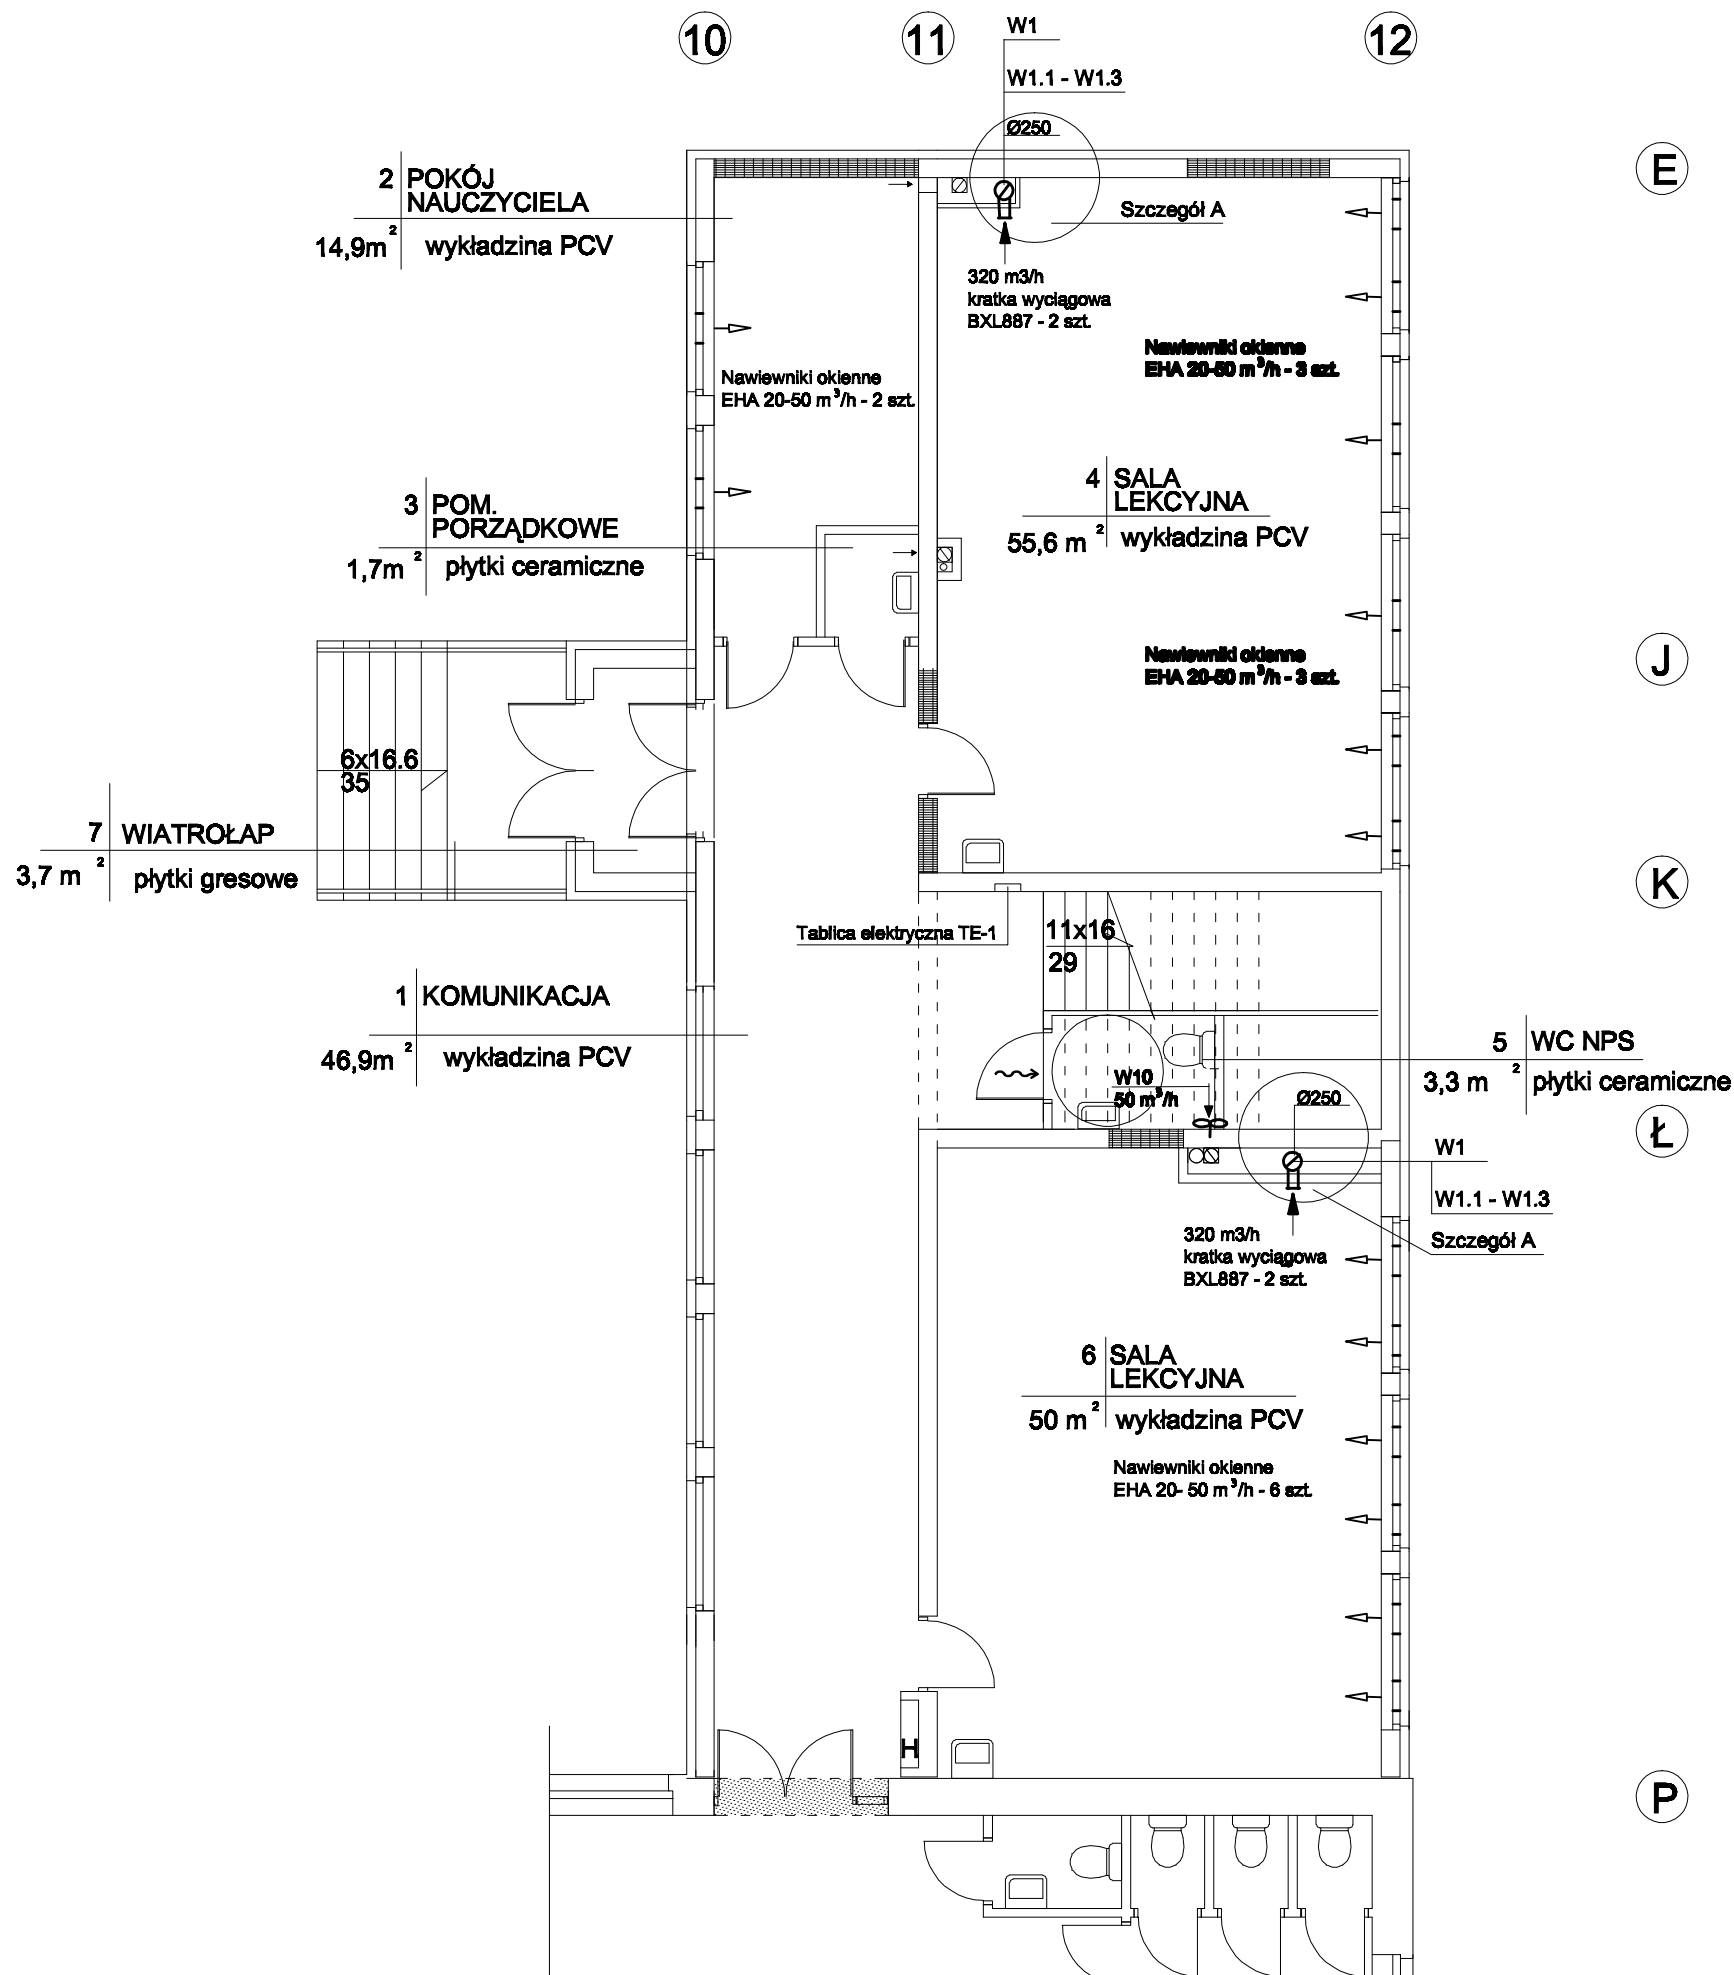 10
11
12
W1
W1.1 - W1.3
Ø250
E
2 POKÓJ
NAUCZYCIELA
14,9m² wykładzina PCV
Szczegół A
320 m3/h
kratka wyciągowa
BXL887 - 2 szt.
Nawiewniki okienne
EHA 20-50 m³/h - 3 szt.
Nawiewniki okienne
EHA 20-50 m³/h - 2 szt.
4 SALA
LEKCYJNA
55,6 m² wykładzina PCV
3 POM.
PORZĄDKOWE
1,7m² płytki ceramiczne
Nawiewniki okienne
EHA 20-50 m³/h - 3 szt.
J
6x16.6
35
7 WIATROŁAP
3,7 m² płytki gresowe
K
Tablica elektryczna TE-1
11x16
29
1 KOMUNIKACJA
46,9m² wykładzina PCV
5 WC NPS
3,3 m² płytki ceramiczne
W10
50 m³/h
Ø250
Ł
W1
W1.1 - W1.3
Szczegół A
320 m3/h
kratka wyciągowa
BXL887 - 2 szt.
6 SALA
LEKCYJNA
50 m² wykładzina PCV
Nawiewniki okienne
EHA 20- 50 m³/h - 6 szt.
H
P